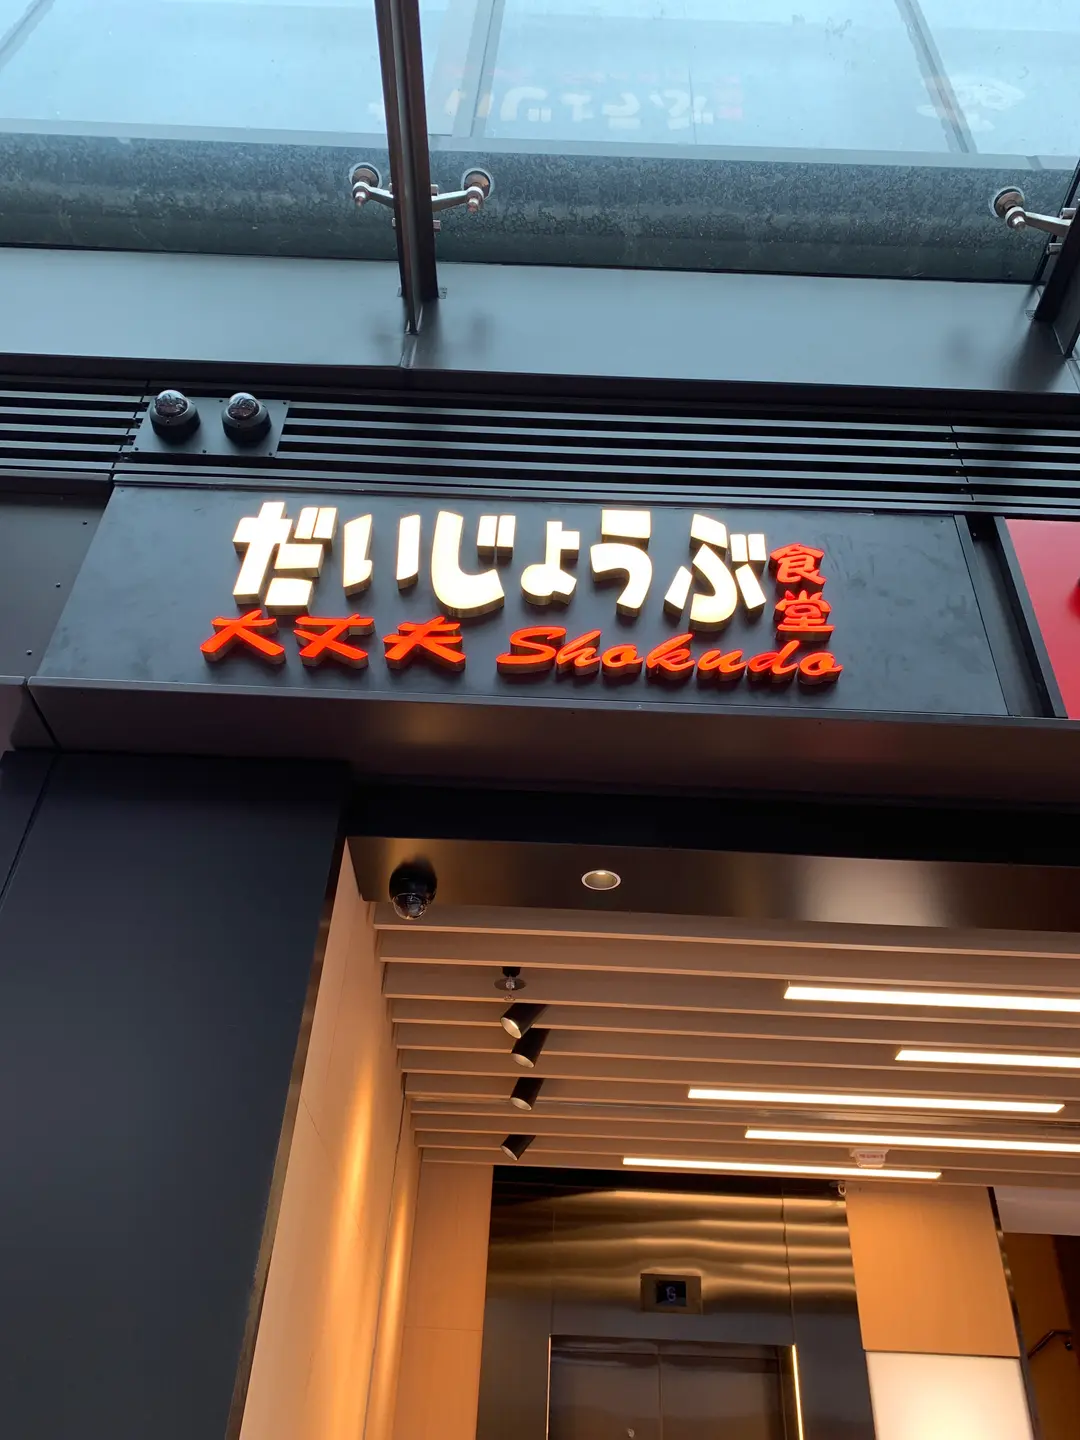 だいじょうぶ
食堂
大丈夫 Shokudo
G